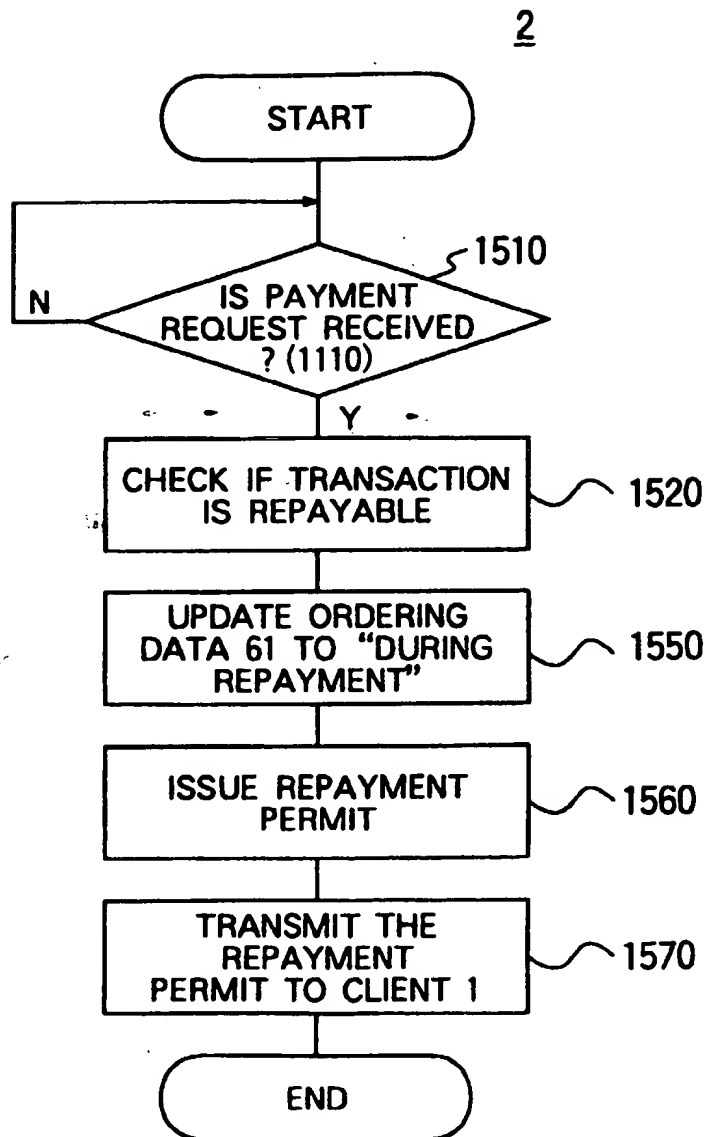 2
START
1510
IS PAYMENT
REQUEST RECEIVED
? (1110)
N
Y
CHECK IF TRANSACTION
IS REPAYABLE
1520
UPDATE ORDERING
DATA 61 TO “DURING
REPAYMENT”
1550
ISSUE REPAYMENT
PERMIT
1560
TRANSMIT THE
REPAYMENT
PERMIT TO CLIENT 1
1570
END